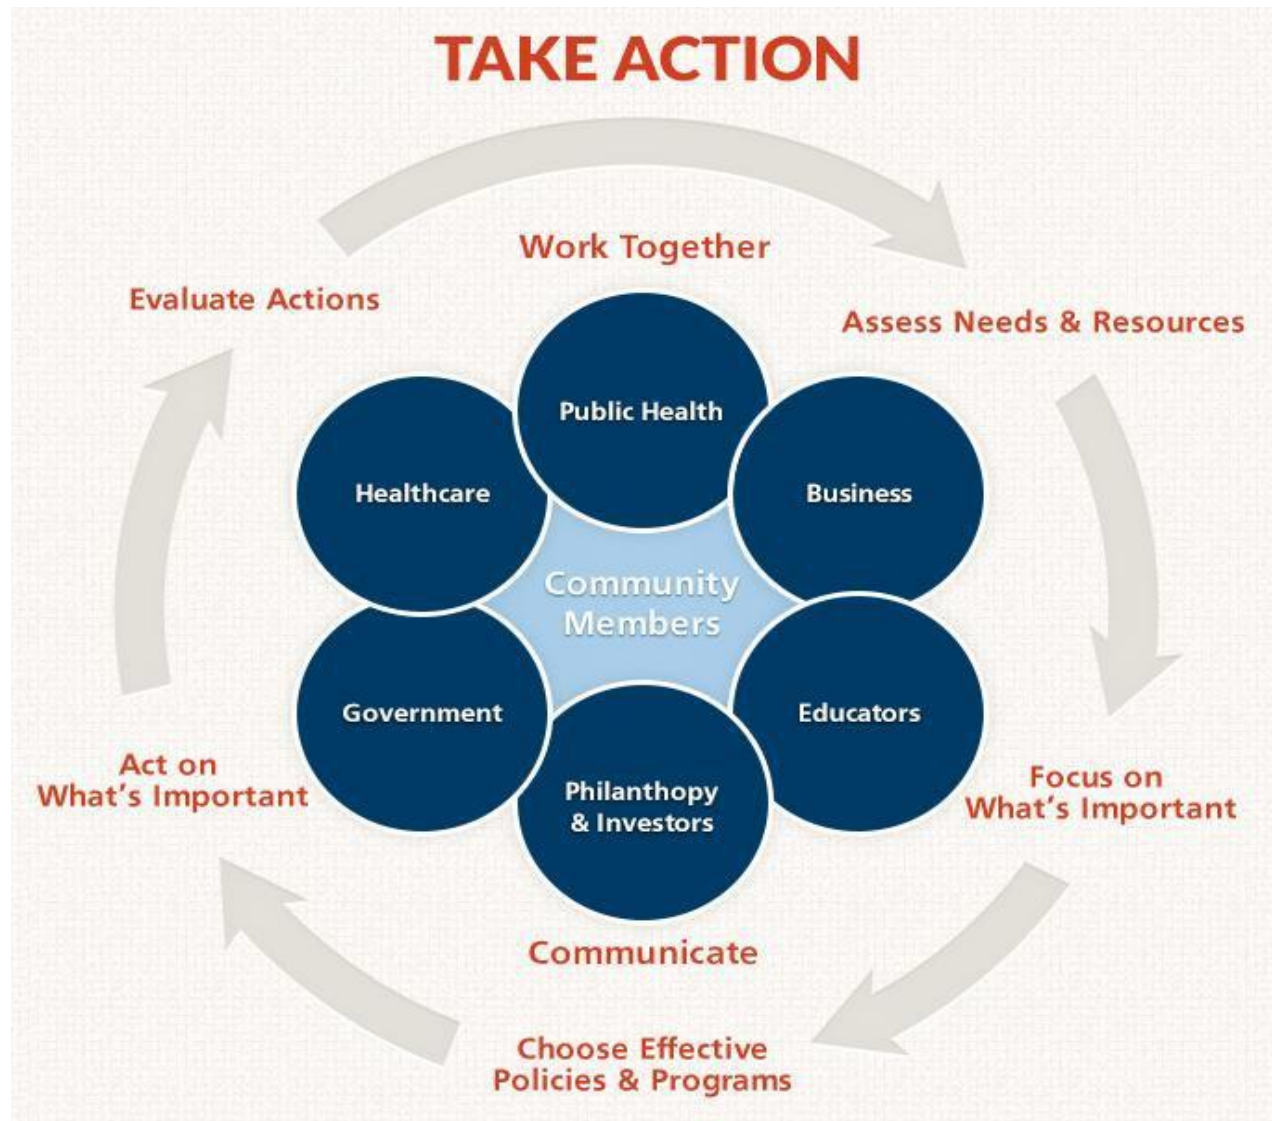 TAKE ACTION
Work Together
Evaluate Actions
Assess Needs & Resources
Public Health
Healthcare
Business
Community
Members
Government
Educators
Act on
What's Important
Philanthopy
& Investors
Focus on
What's Important
Communicate
Choose Effective
Policies & Programs